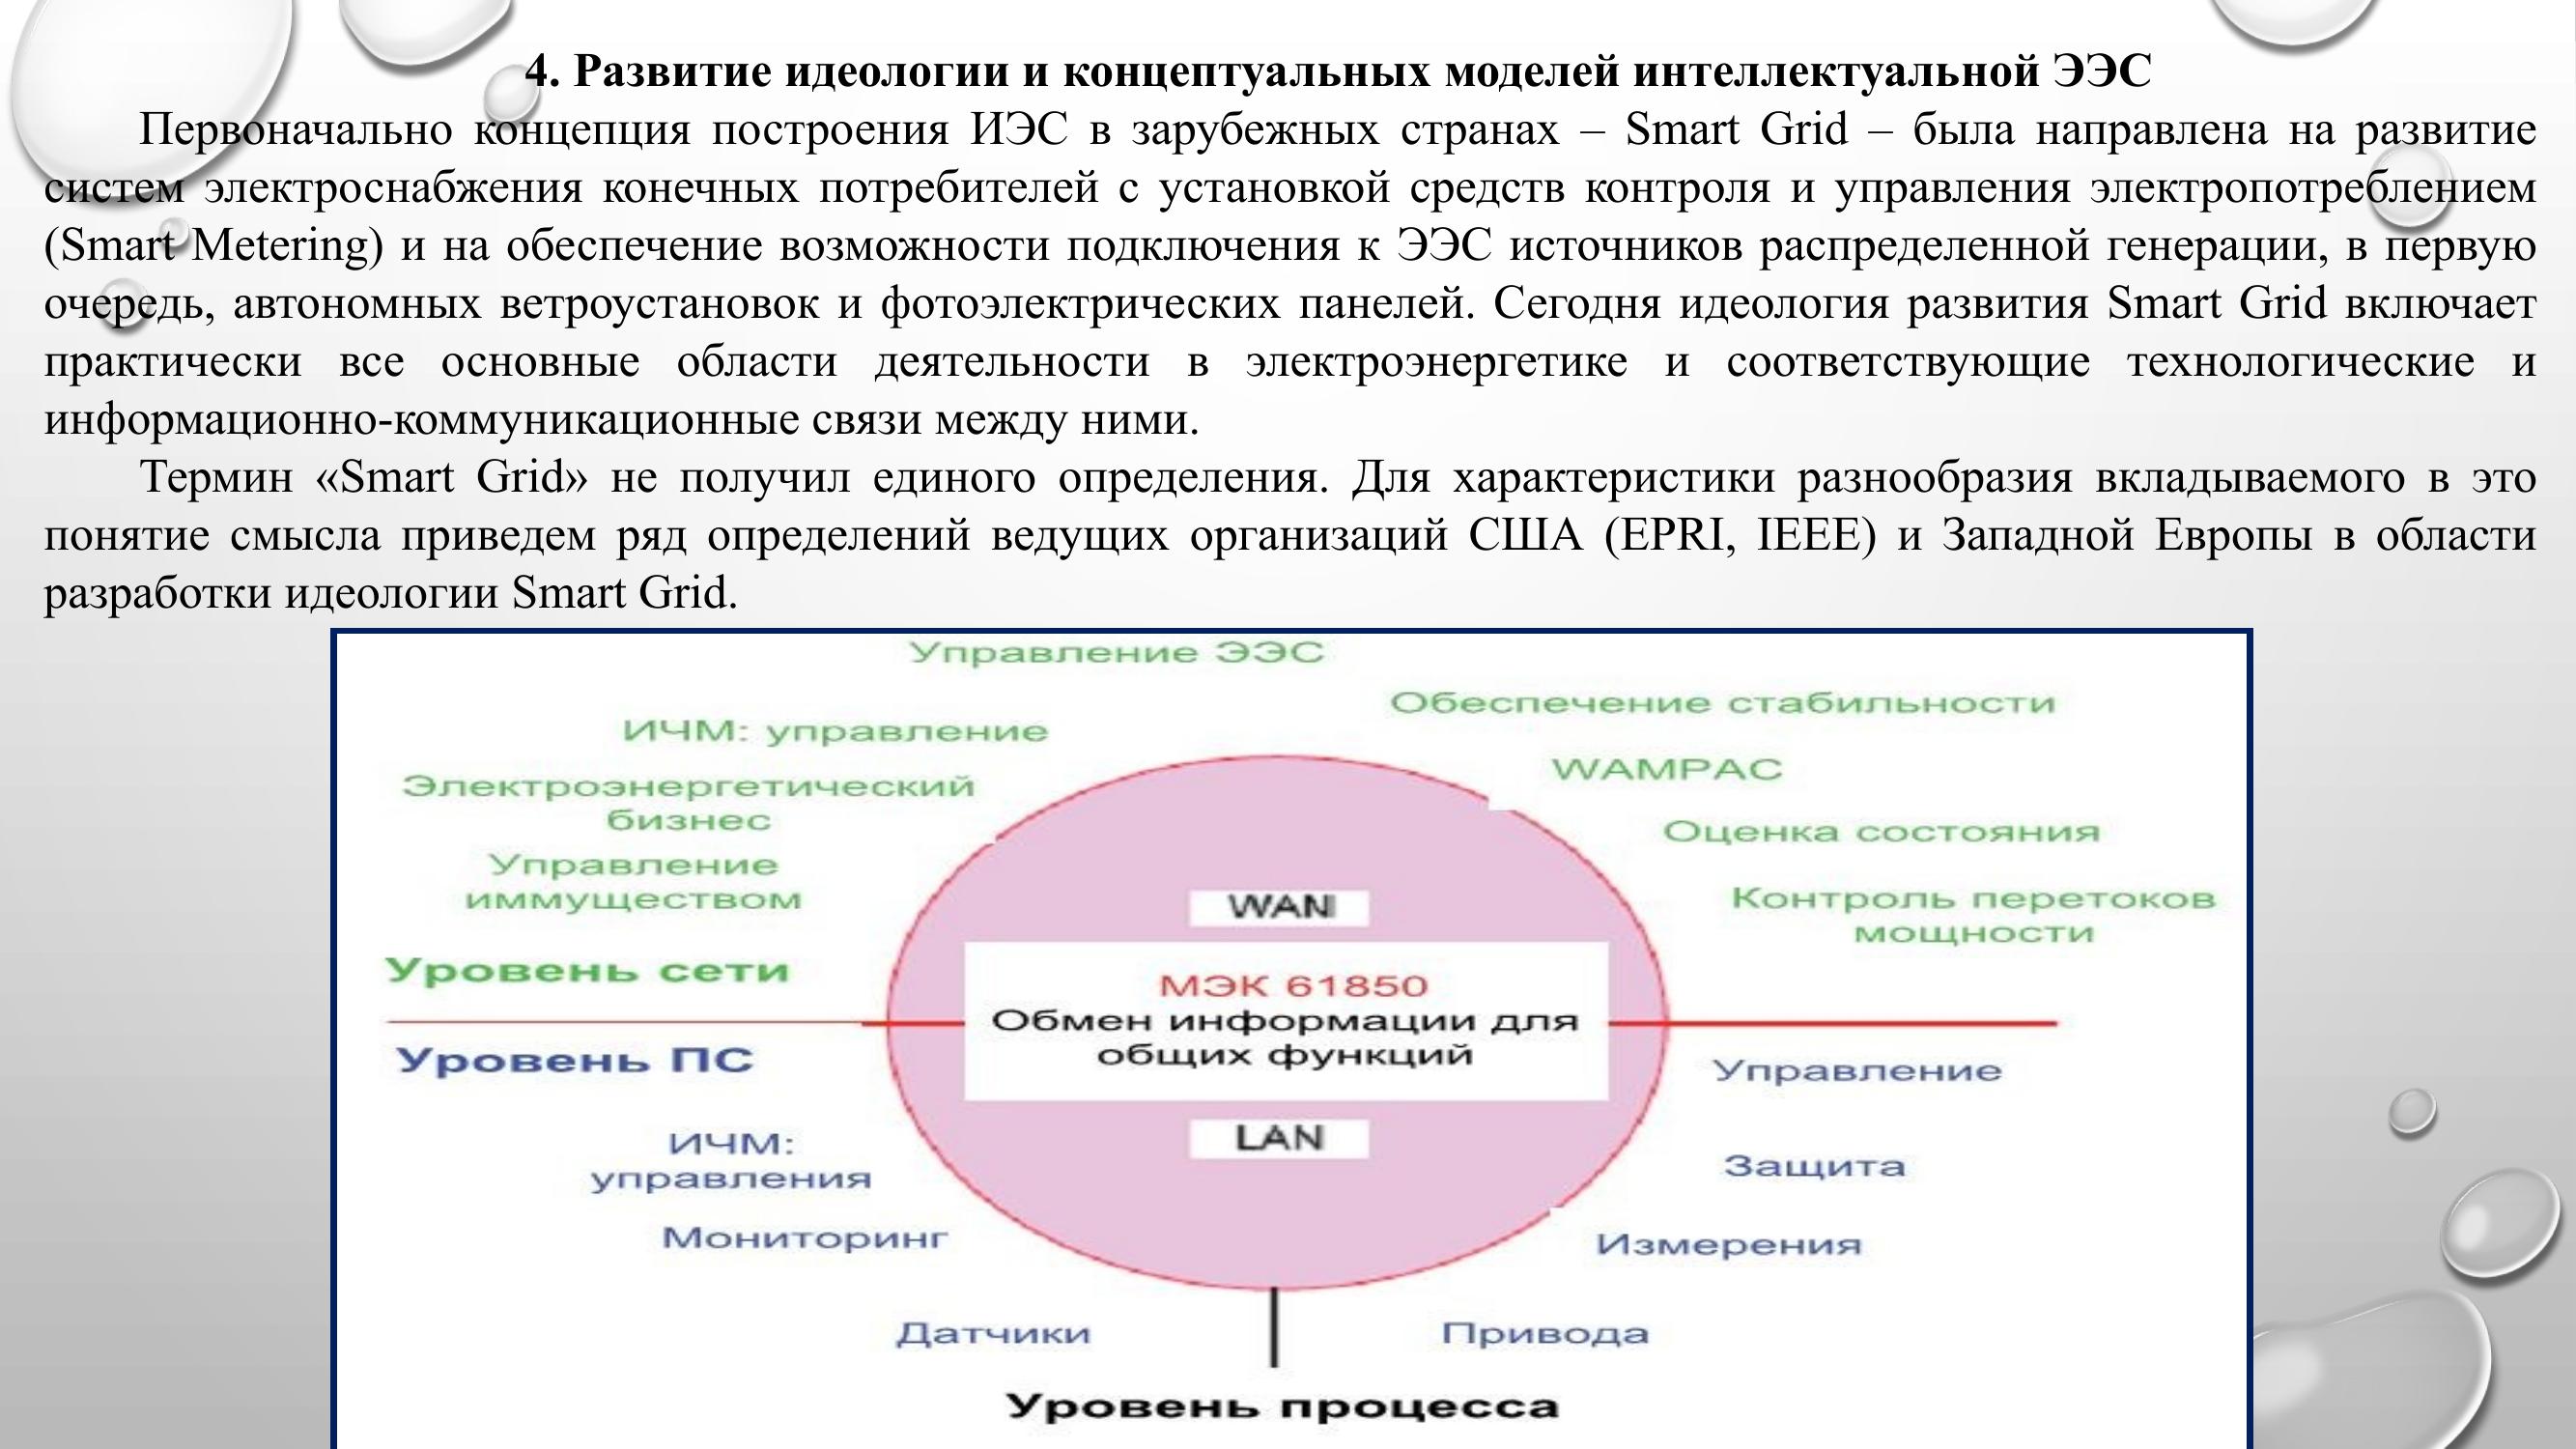 4. Развитие идеологии и концептуальных моделей интеллектуальной ЭЭС
Первоначально концепция построения ИЭС в зарубежных странах – Smart Grid – была направлена на развитие
систем электроснабжения конечных потребителей с установкой средств контроля и управления электропотреблением
(Smart Metering) и на обеспечение возможности подключения к ЭЭС источников распределенной генерации, в первую
очередь, автономных ветроустановок и фотоэлектрических панелей. Сегодня идеология развития Smart Grid включает
практически все основные области деятельности в электроэнергетике и соответствующие технологические и
информационно-коммуникационные связи между ними.
Термин «Smart Grid» не получил единого определения. Для характеристики разнообразия вкладываемого в это
понятие смысла приведем ряд определений ведущих организаций США (EPRI, IEEE) и Западной Европы в области
разработки идеологии Smart Grid.
Управление ЭЭС
Обеспечение стабильности
ИЧМ: управление
WAMPAC
Электроэнергетический
бизнес
Оценка состояния
Управление
иммуществом
Контроль перетоков
мощности
WAN
Уровень сети
МЭК 61850
Обмен информации для
общих функций
Уровень ПС
Управление
LAN
ИЧМ:
управления
Защита
Мониторинг
Измерения
Датчики
Привода
Уровень процесса